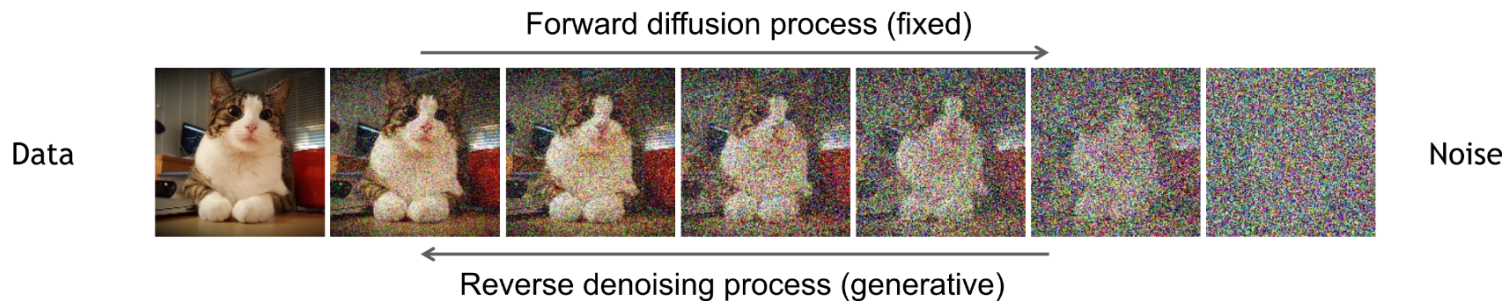 Forward diffusion process (fixed)
Data
Noise
Reverse denoising process (generative)